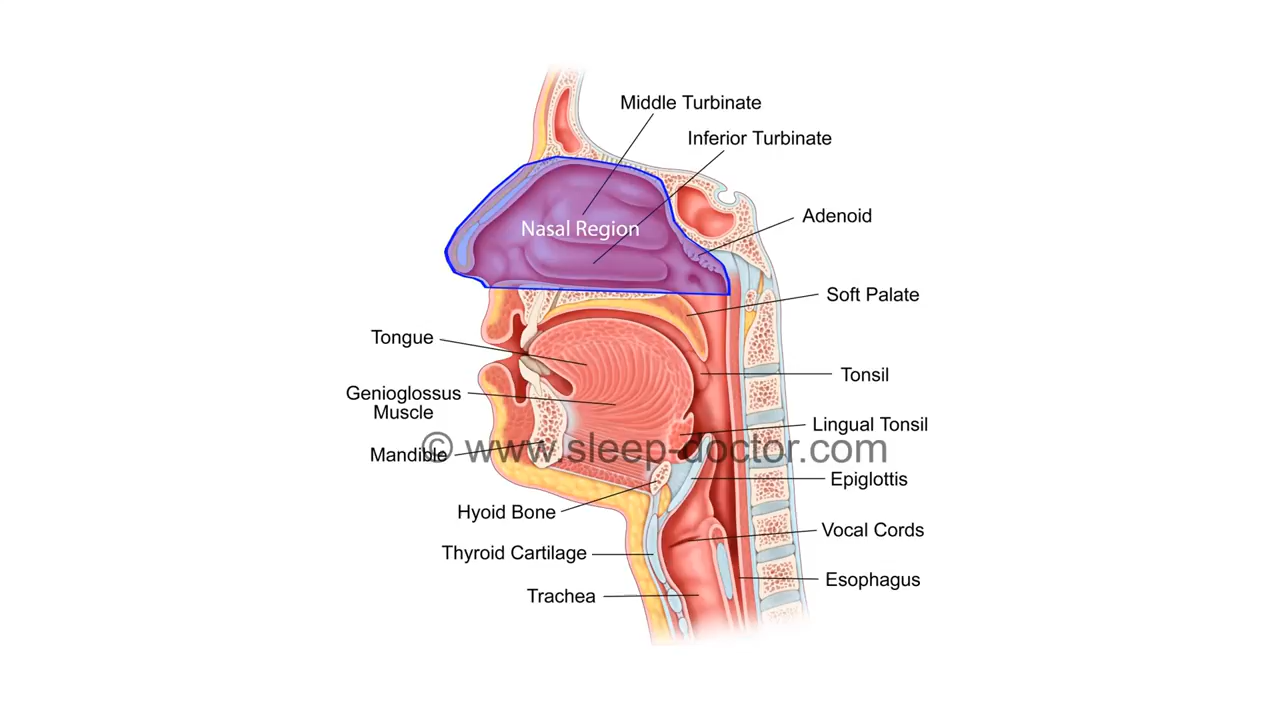 Middle Turbinate
Inferior Turbinate
Adenoid
Nasal Region
Soft Palate
Tongue
Tonsil
Genioglossus
Muscle
Lingual Tonsil
Mandible
© www.sleep-doctor.com
Epiglottis
Hyoid Bone
Vocal Cords
Thyroid Cartilage
Esophagus
Trachea